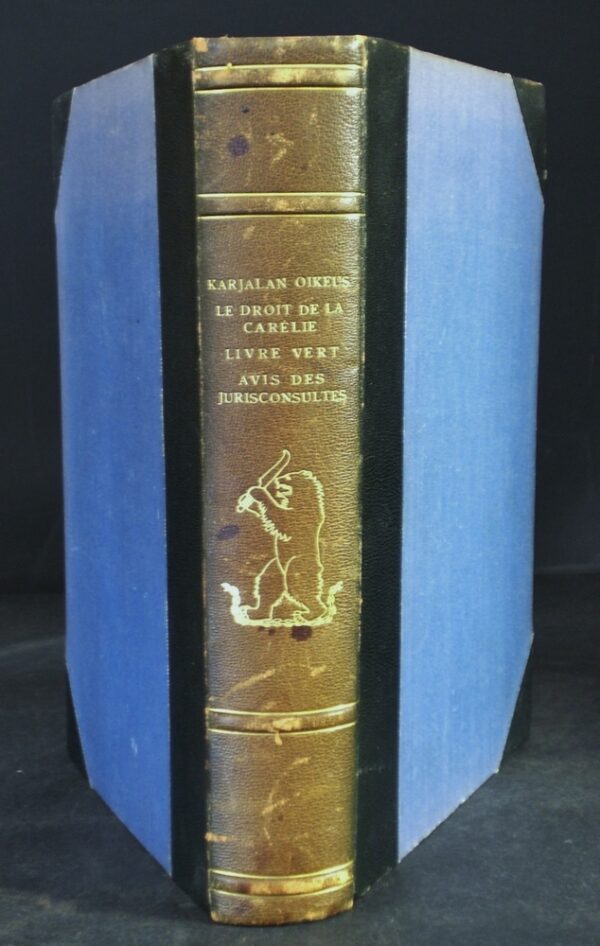 KARJALAN OIKEUS
LE DROIT DE LA
CARÉLIE
LIVRE VERT
AVIS DES
JURISCONSULTES